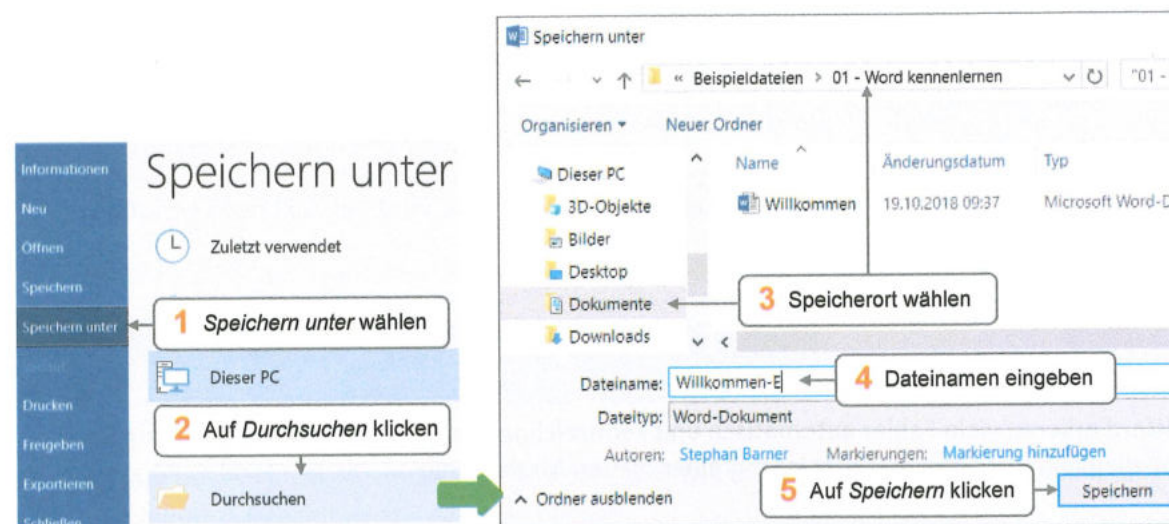 Speichern unter
« Beispieldateien > 01 - Word kennenlernen "01 -
Organisieren Neuer Ordner
Dieser PC
3D-Objekte
Bilder
Desktop
Dokumente
Downloads
Name Änderungsdatum Typ
Willkommen 19.10.2018 09:37 Microsoft Word-D
3 Speicherort wählen
Dateiname: Willkommen-E
4 Dateinamen eingeben
Dateityp: Word-Dokument
Autoren: Stephan Barner Markierungen: Markierung hinzufügen
Ordner ausblenden
5 Auf Speichern klicken
Speichern
Informationen
Neu
Öffnen
Speichern
Speichern unter
Drucken
Freigeben
Exportieren
Schließen
Speichern unter
Zuletzt verwendet
1 Speichern unter wählen
Dieser PC
2 Auf Durchsuchen klicken
Durchsuchen